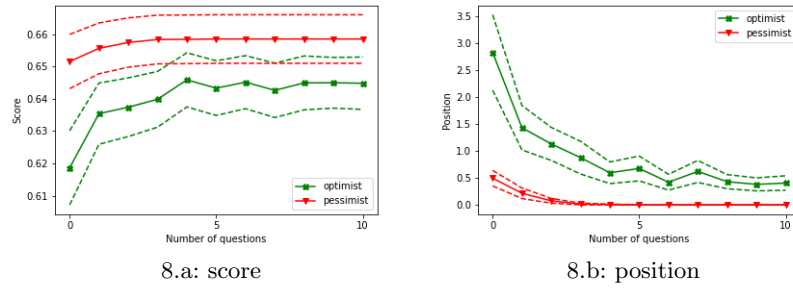 0.66
0.65
0.64
0.63
0.62
0.61
Score
optimist
pessimist
0
5
10
Number of questions
8.a: score
3.5
3.0
2.5
2.0
1.5
1.0
0.5
0.0
Position
optimist
pessimist
0
5
10
Number of questions
8.b: position